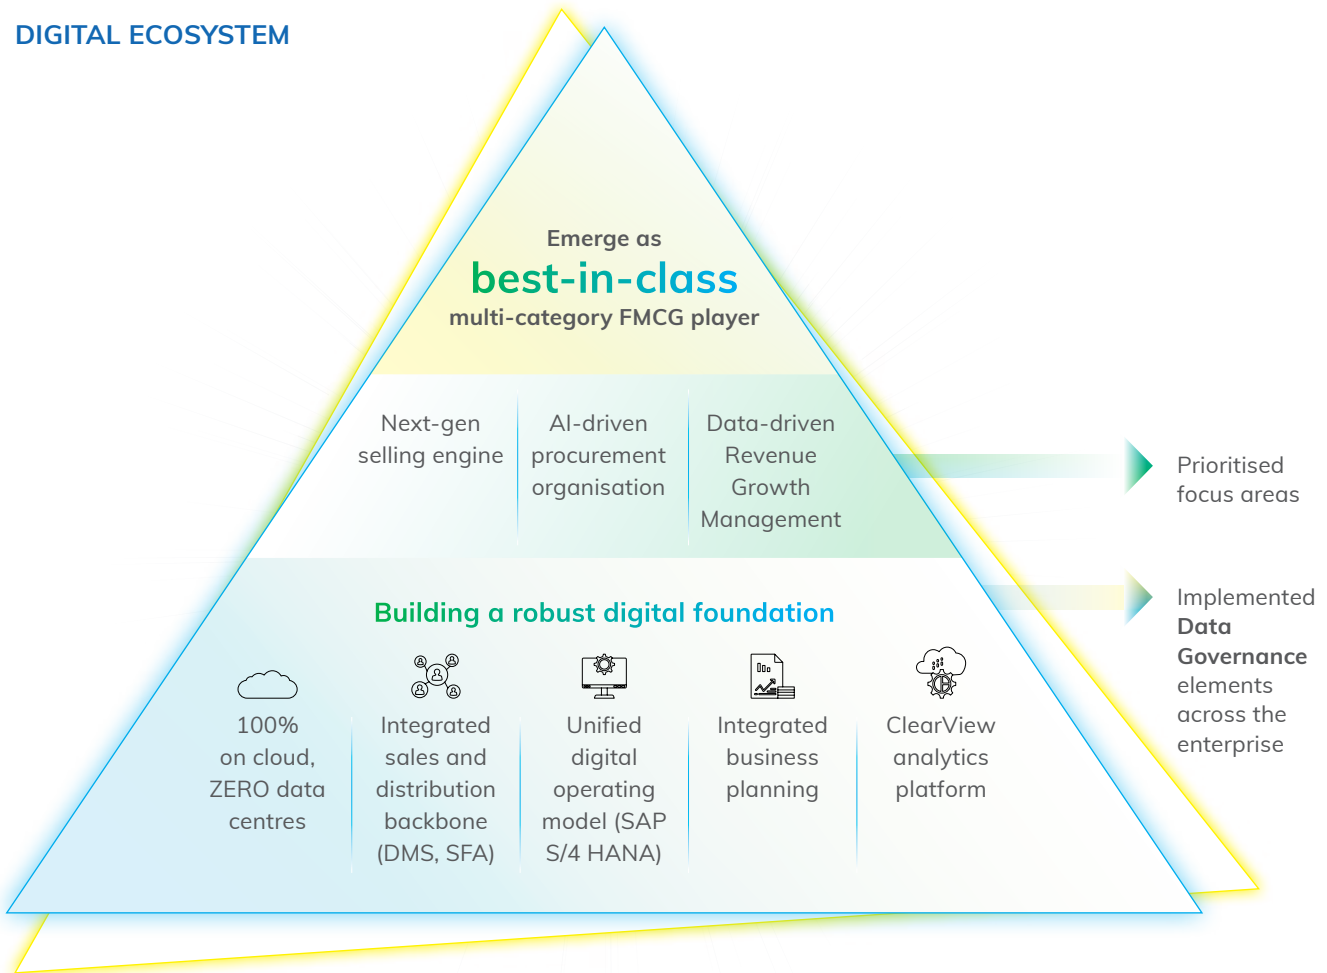 DIGITAL ECOSYSTEM
Emerge as
best-in-class
multi-category FMCG player
Next-gen
selling engine
AI-driven
procurement
organisation
Data-driven
Revenue
Growth
Management
Prioritised
focus areas
Building a robust digital foundation
100%
on cloud,
ZERO data
centres
Integrated
sales and
distribution
backbone
(DMS, SFA)
Unified
digital
operating
model (SAP
S/4 HANA)
Integrated
business
planning
ClearView
analytics
platform
Implemented
Data
Governance
elements
across the
enterprise